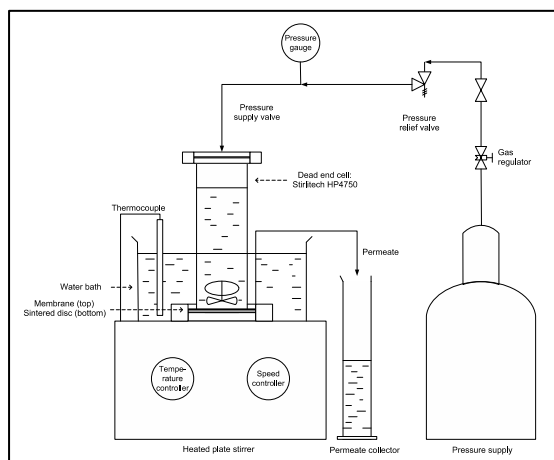 Pressure
gauge
Pressure
supply valve
Pressure
relief valve
Gas
regulator
Dead end cell:
Stirlitech HP4750
Thermocouple
Permeate
Water bath
Membrane (top)
Sintered disc (bottom)
Tempe-
rature
controller
Speed
controller
Heated plate stirrer
Permeate collector
Pressure supply